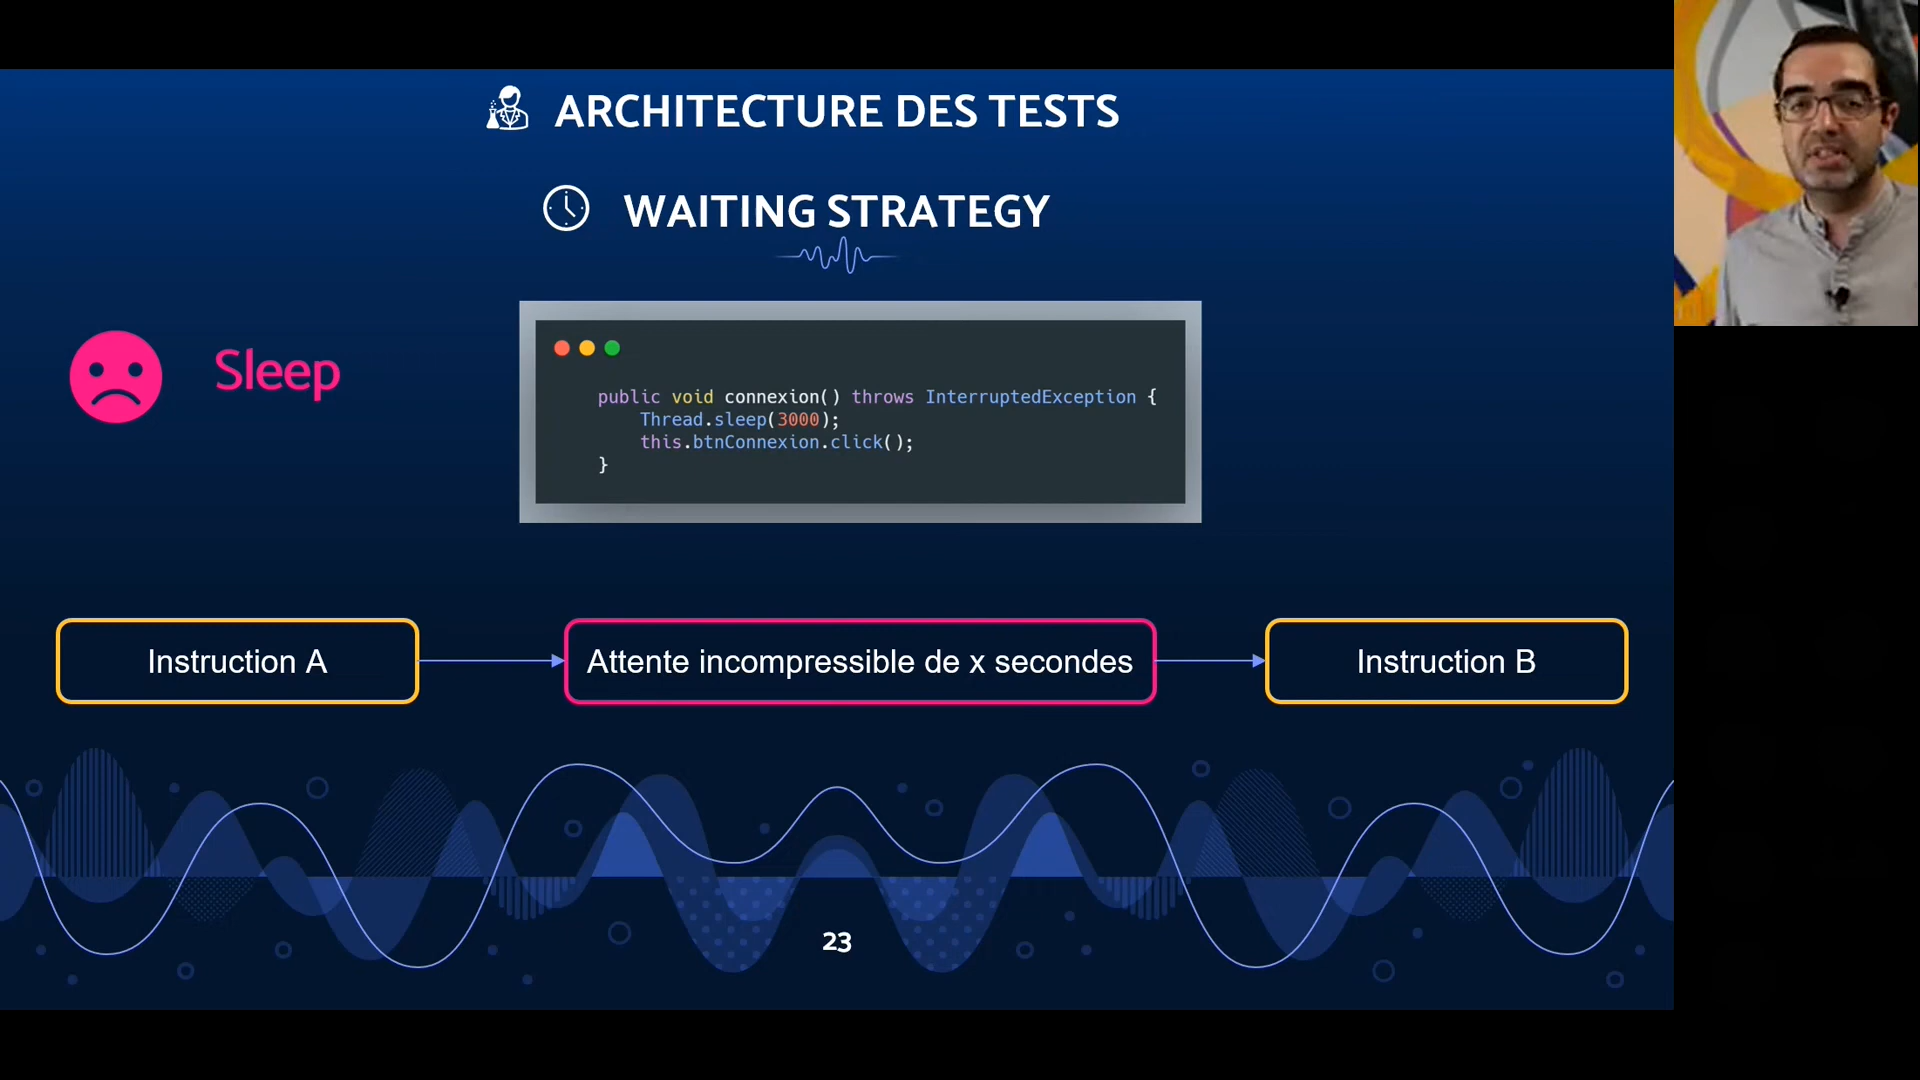 ARCHITECTURE DES TESTS
WAITING STRATEGY
Sleep
public void connexion() throws InterruptedException {
Thread.sleep(3000);
this.btnConnexion.click();
}
Instruction A
Attente incompressible de x secondes
Instruction B
23